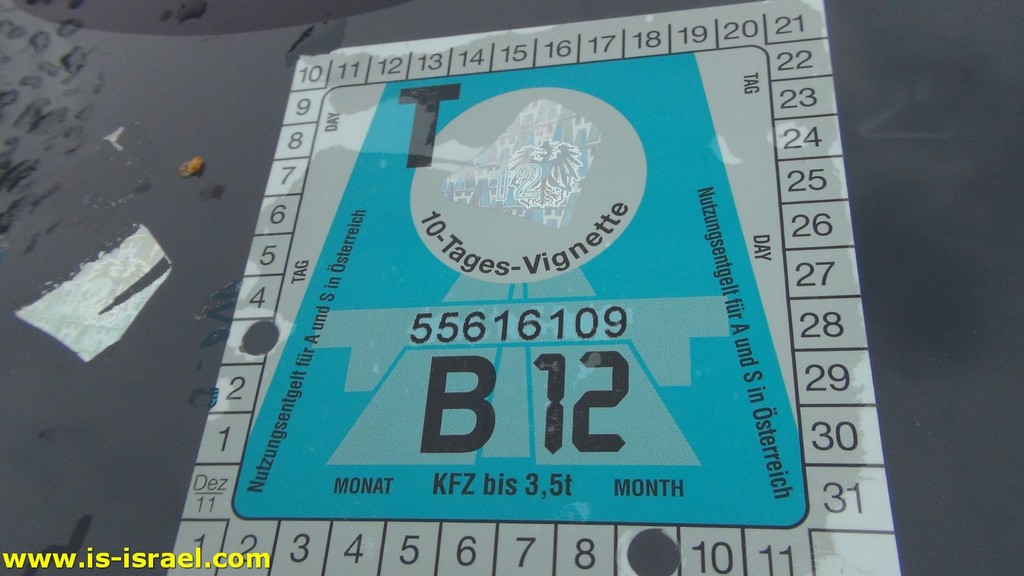 10 11 12 13 14 15 16 17 18 19 20 21
9
8
7
6
5
4
2
1
Dez
11
22
23
24
25
26
27
28
29
30
31
DAY
TAG
TAG
DAY
T
12
10-Tages-Vignette
Nutzungsentgelt für A und S in Österreich
Nutzungsentgelt für A und S in Österreich
55616109
B 12
MONAT KFZ bis 3,5t MONTH
1 2 3 4 5 6 7 8 10 11
www.is-israel.com